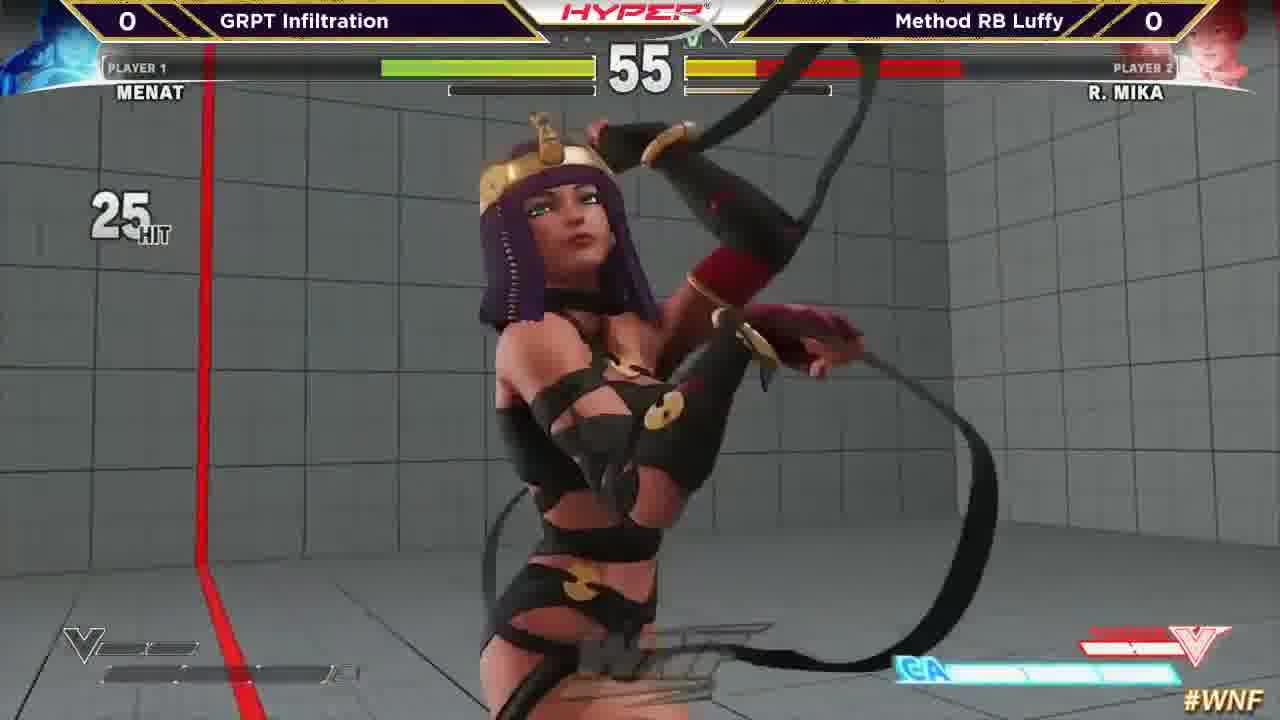 0 GRPT Infiltration HYPER X Method RB Luffy 0
PLAYER 1 55 PLAYER 2
MENAT R. MIKA
25 HIT
CA
#WNF